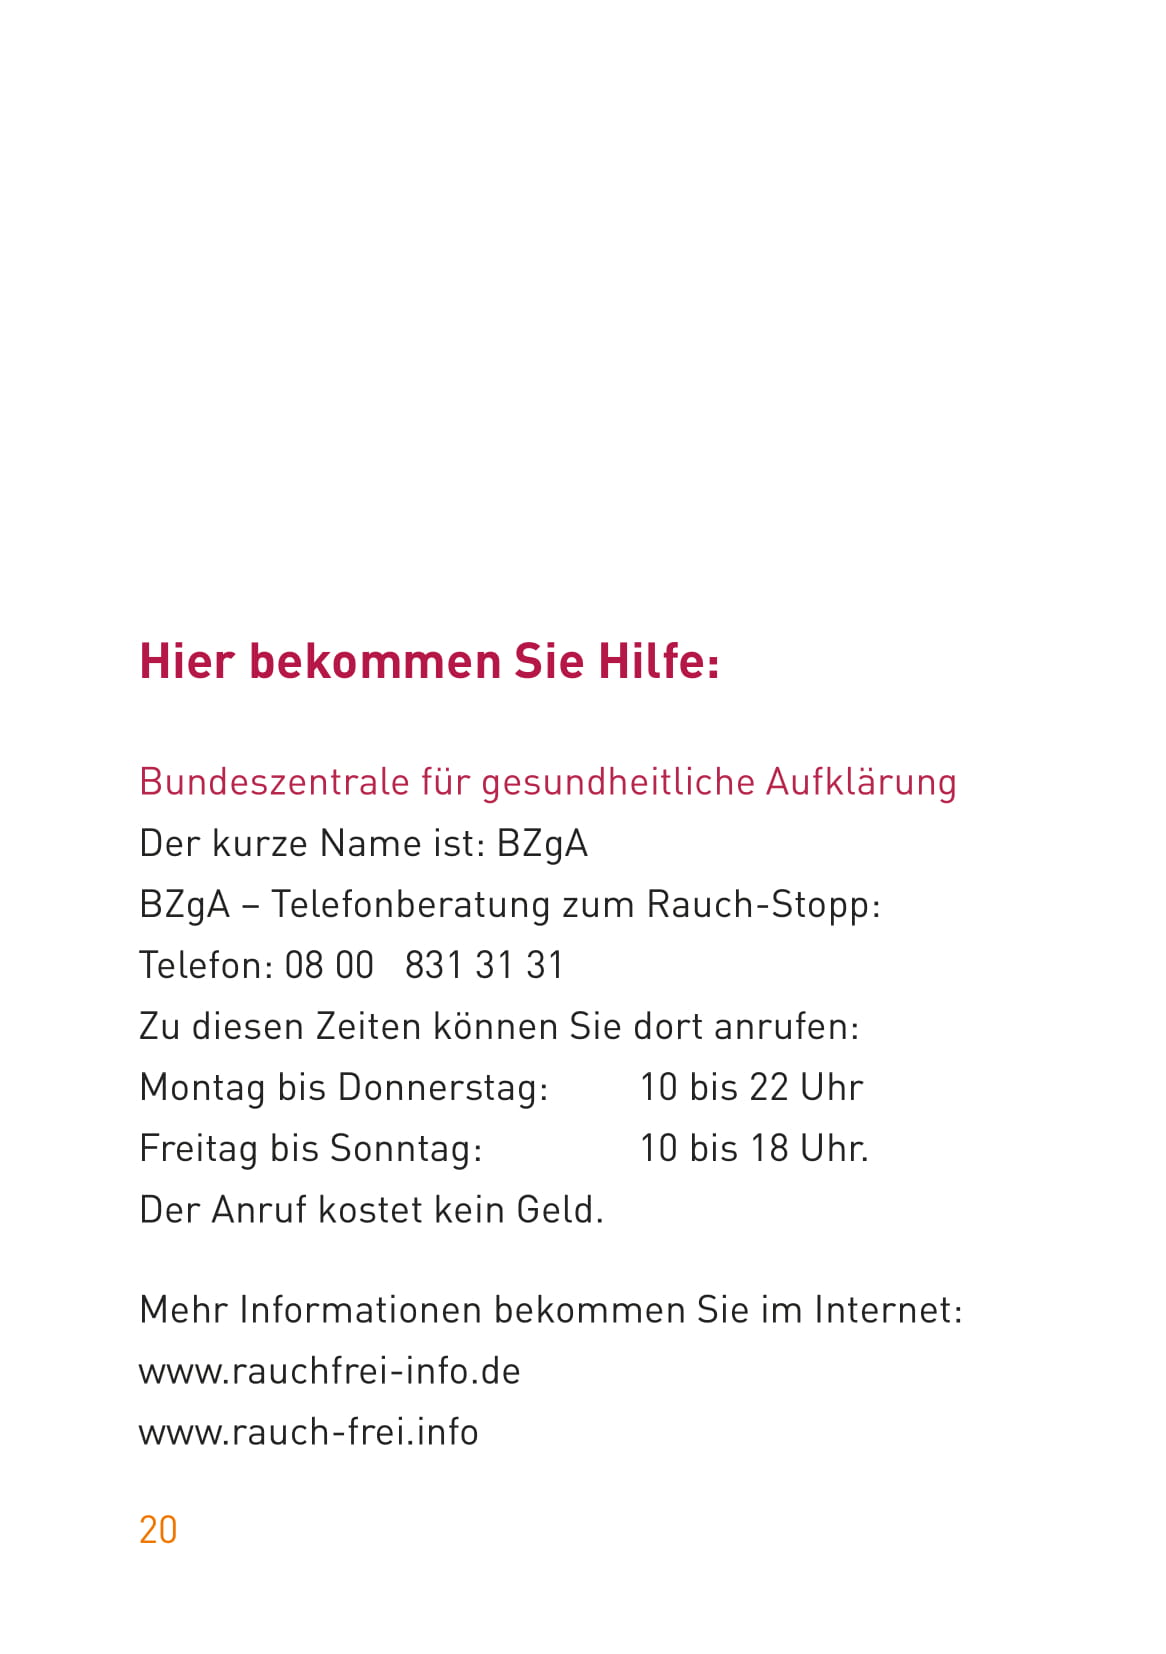 Hier bekommen Sie Hilfe:
Bundeszentrale für gesundheitliche Aufklärung
Der kurze Name ist: BZgA
BZgA – Telefonberatung zum Rauch-Stopp:
Telefon: 08 00   831 31 31
Zu diesen Zeiten können Sie dort anrufen:
Montag bis Donnerstag: 10 bis 22 Uhr
Freitag bis Sonntag: 10 bis 18 Uhr.
Der Anruf kostet kein Geld.
Mehr Informationen bekommen Sie im Internet:
www.rauchfrei-info.de
www.rauch-frei.info
20